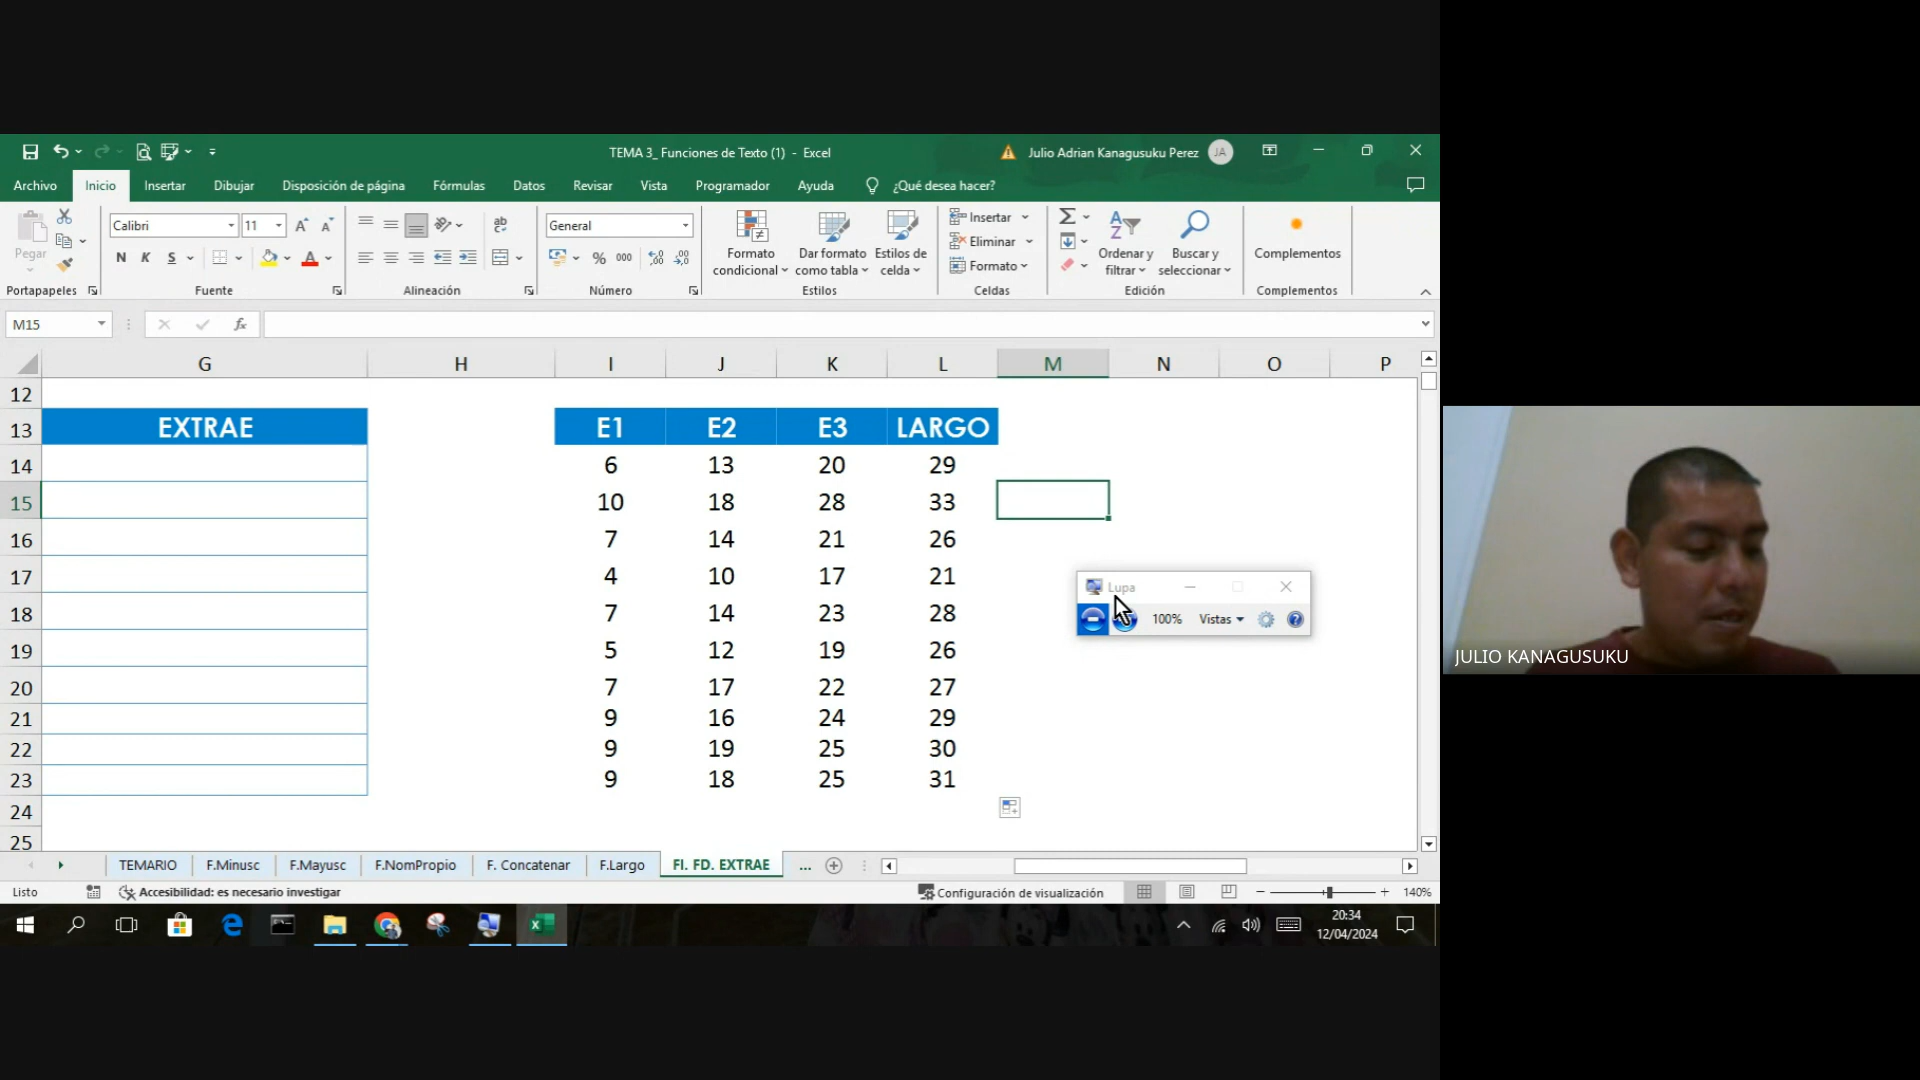 TEMA 3_ Funciones de Texto (1) - Excel
Julio Adrian Kanagusuku Perez
JA
Archivo Inicio Insertar Dibujar Disposición de página Fórmulas Datos Revisar Vista Programador Ayuda ¿Qué desea hacer?
Pegar
Portapapeles
Calibri 11
N K S
Fuente
ab
Alineación
General
% 000
Número
Formato condicional
Dar formato como tabla
Estilos de celda
Estilos
Insertar
Eliminar
Formato
Celdas
Ordenar y filtrar
Buscar y seleccionar
Edición
Complementos
Complementos
M15
fx
G H I J K L M N O P
12
13 EXTRAE E1 E2 E3 LARGO
14 6 13 20 29
15 10 18 28 33
16 7 14 21 26
17 4 10 17 21
18 7 14 23 28
19 5 12 19 26
20 7 17 22 27
21 9 16 24 29
22 9 19 25 30
23 9 18 25 31
24
25
Lupa
100% Vistas
TEMARIO F.Minusc F.Mayusc F.NomPropio F. Concatenar F.Largo FI. FD. EXTRAE ...
Listo Accesibilidad: es necesario investigar Configuración de visualización 140%
20:34
12/04/2024
JULIO KANAGUSUKU